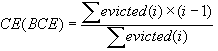 CE(BCE) = ∑evicted(i)×(i−1) / ∑evicted(i)